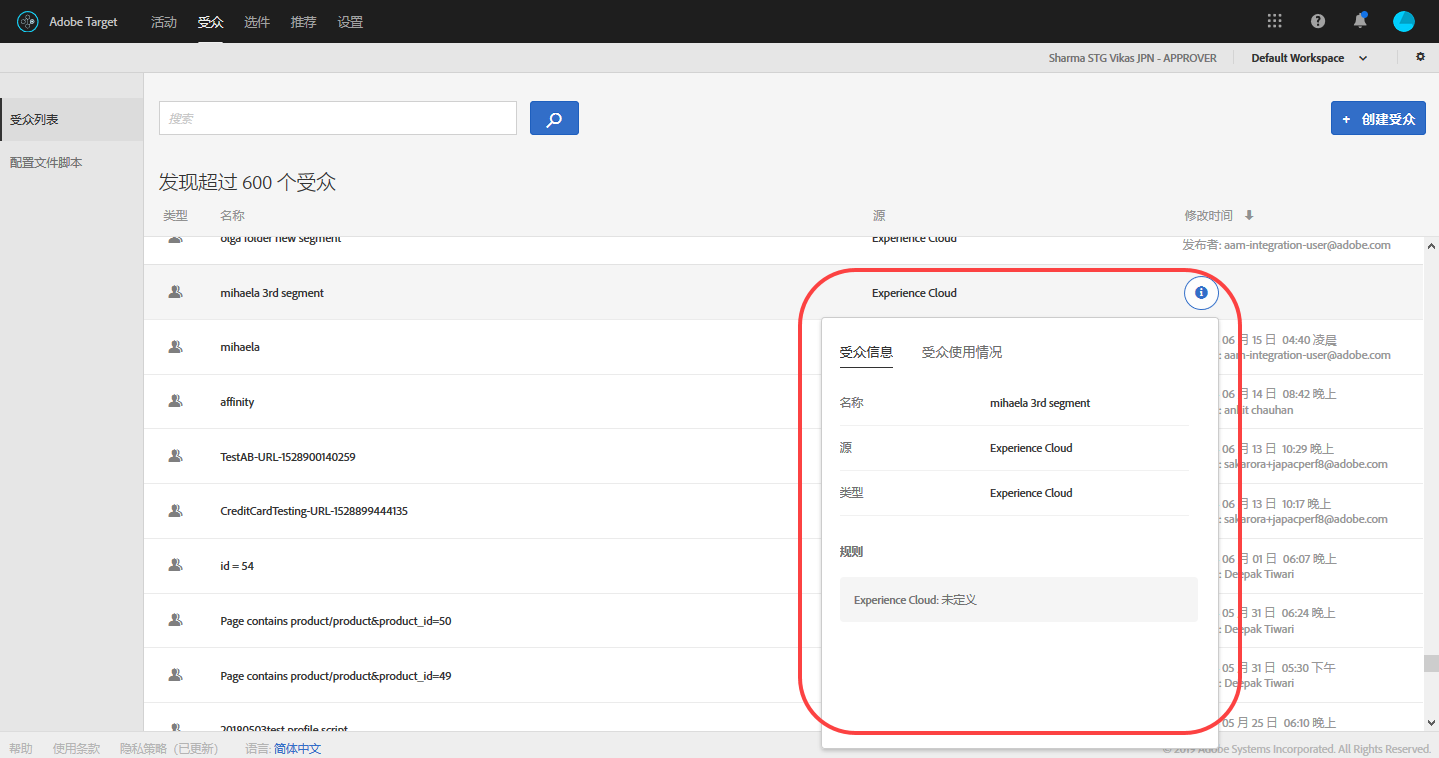 Adobe Target 活动 受众 选件 推荐 设置
Sharma STG Vikas JPN - APPROVER Default Workspace
受众列表
配置文件脚本
搜索
+ 创建受众
发现超过 600 个受众
类型 名称 源 修改时间
olga folder new segment Experience Cloud
发布者: aam-integration-user@adobe.com
mihaela 3rd segment Experience Cloud
mihaela
06 月 15 日 04:40 凌晨
: aam-integration-user@adobe.com
affinity
06 月 14 日 08:42 晚上
: ankit chauhan
TestAB-URL-1528900140259
06 月 13 日 10:29 晚上
: sakarora+japacperf8@adobe.com
CreditCardTesting-URL-1528899444135
06 月 13 日 10:17 晚上
: sakarora+japacperf8@adobe.com
id = 54
06 月 01 日 06:07 晚上
: Deepak Tiwari
Page contains product/product&product_id=50
05 月 31 日 06:24 晚上
: Deepak Tiwari
Page contains product/product&product_id=49
05 月 31 日 05:30 下午
: Deepak Tiwari
20180503test profile script
05 月 25 日 06:10 晚上
受众信息 受众使用情况
名称 mihaela 3rd segment
源 Experience Cloud
类型 Experience Cloud
规则
Experience Cloud: 未定义
帮助 使用条款 隐私策略（已更新） 语言: 简体中文
© 2019 Adobe Systems Incorporated. All Rights Reserved.